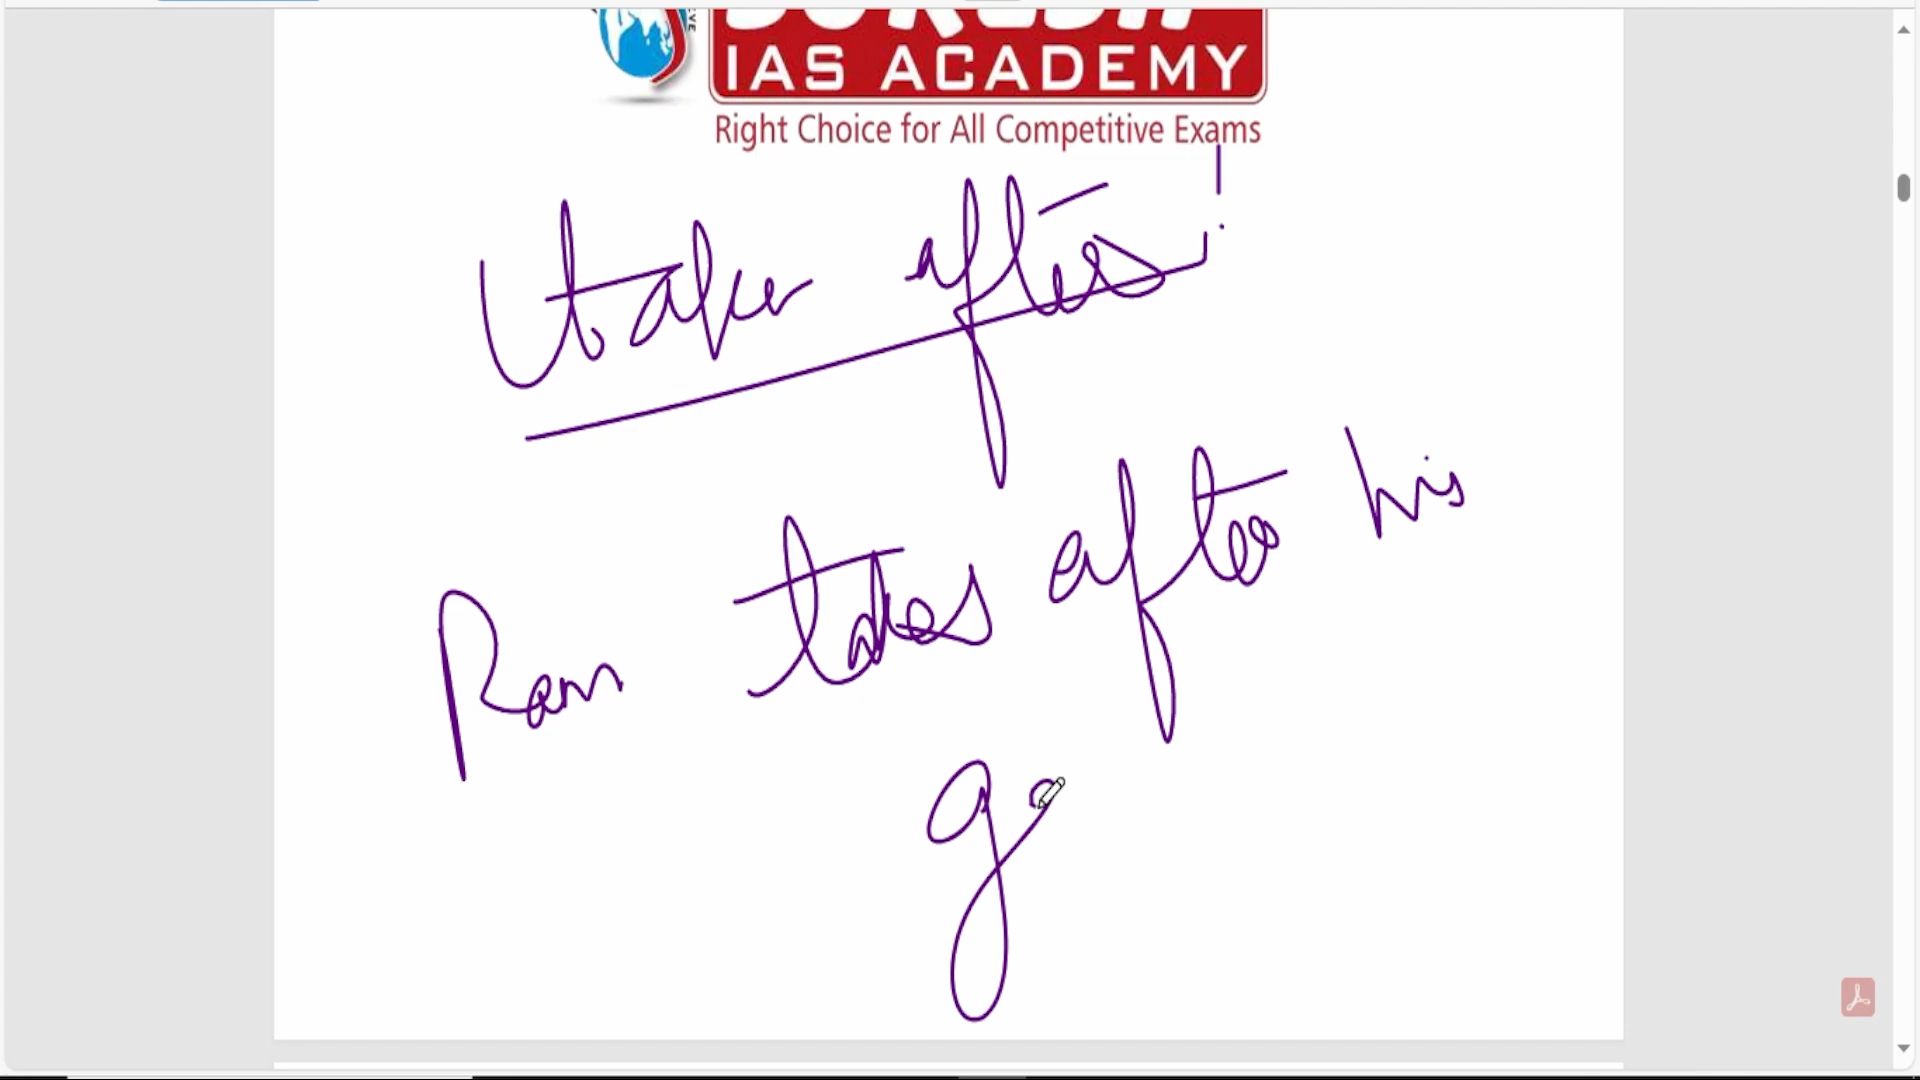 IAS ACADEMY
Right Choice for All Competitive Exams
take after!
Ram takes after his
g